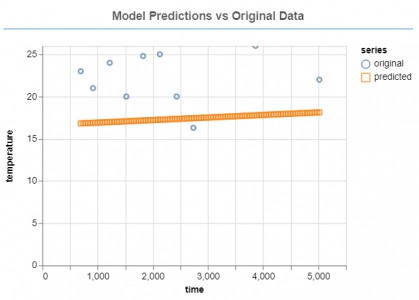 Model Predictions vs Original Data
series
original
predicted
temperature
25
20
15
10
5
0
0 1,000 2,000 3,000 4,000 5,000
time